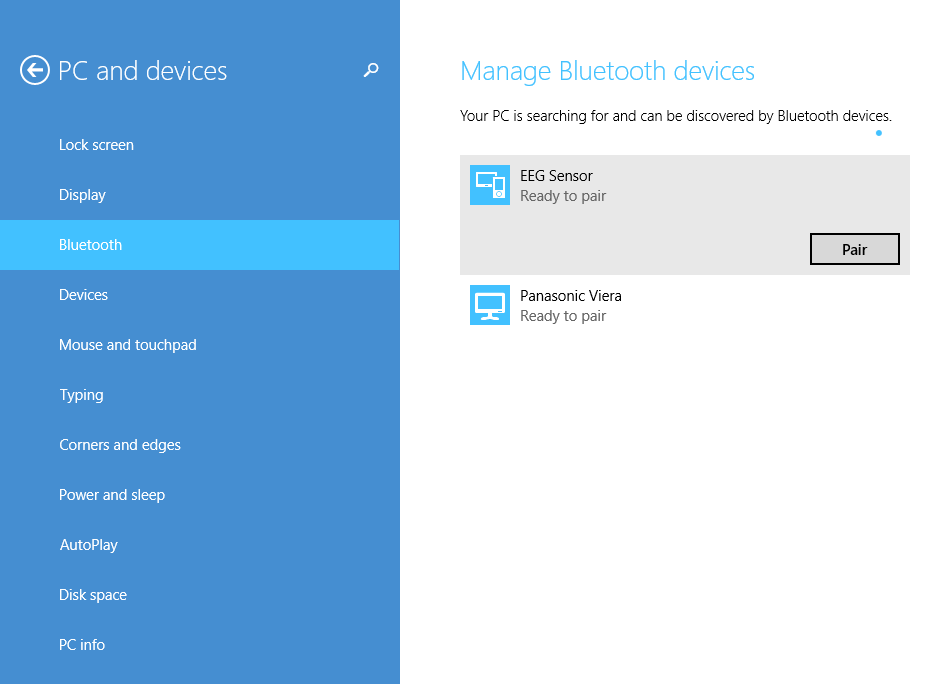 PC and devices
Lock screen
Display
Bluetooth
Devices
Mouse and touchpad
Typing
Corners and edges
Power and sleep
AutoPlay
Disk space
PC info
Manage Bluetooth devices
Your PC is searching for and can be discovered by Bluetooth devices.
EEG Sensor
Ready to pair
Pair
Panasonic Viera
Ready to pair